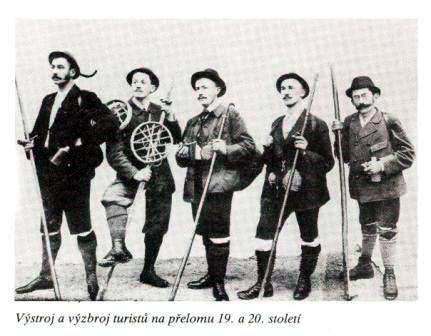 Výstroj a výzbroj turistů na přelomu 19. a 20. století